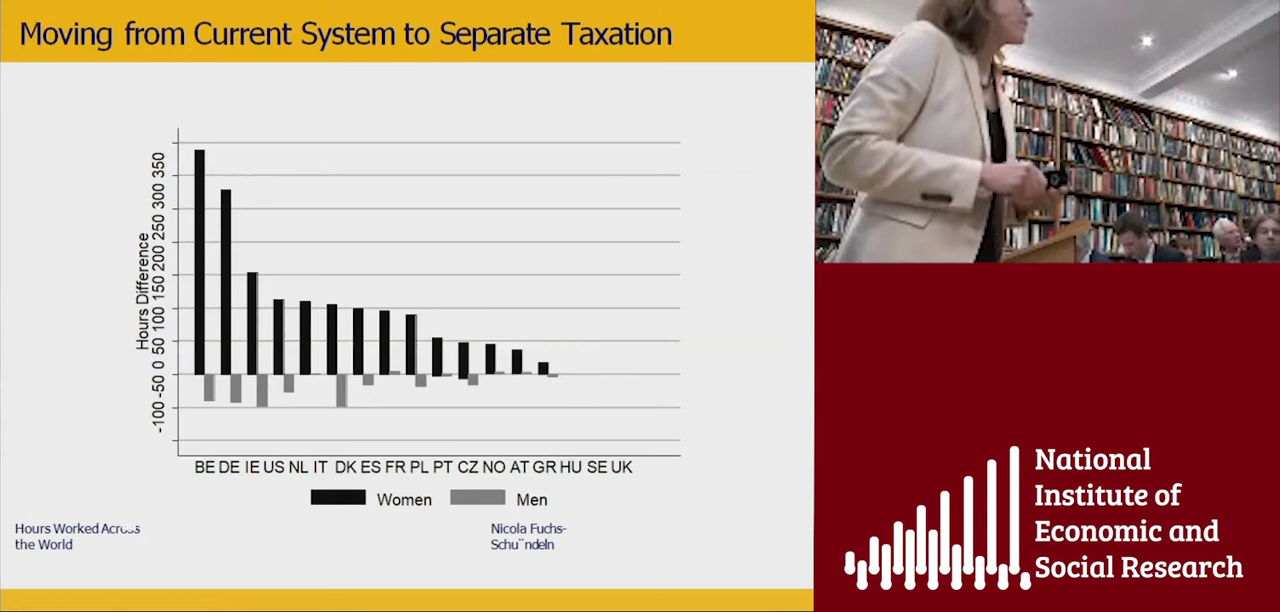 Moving from Current System to Separate Taxation
Hours Difference
-100 -50 0 50 100 150 200 250 300 350
BE DE IE US NL IT DK ES FR PL PT CZ NO AT GR HU SE UK
Women Men
Hours Worked Across
the World
Nicola Fuchs-
Schu¨ndeln
National
Institute of
Economic and
Social Research